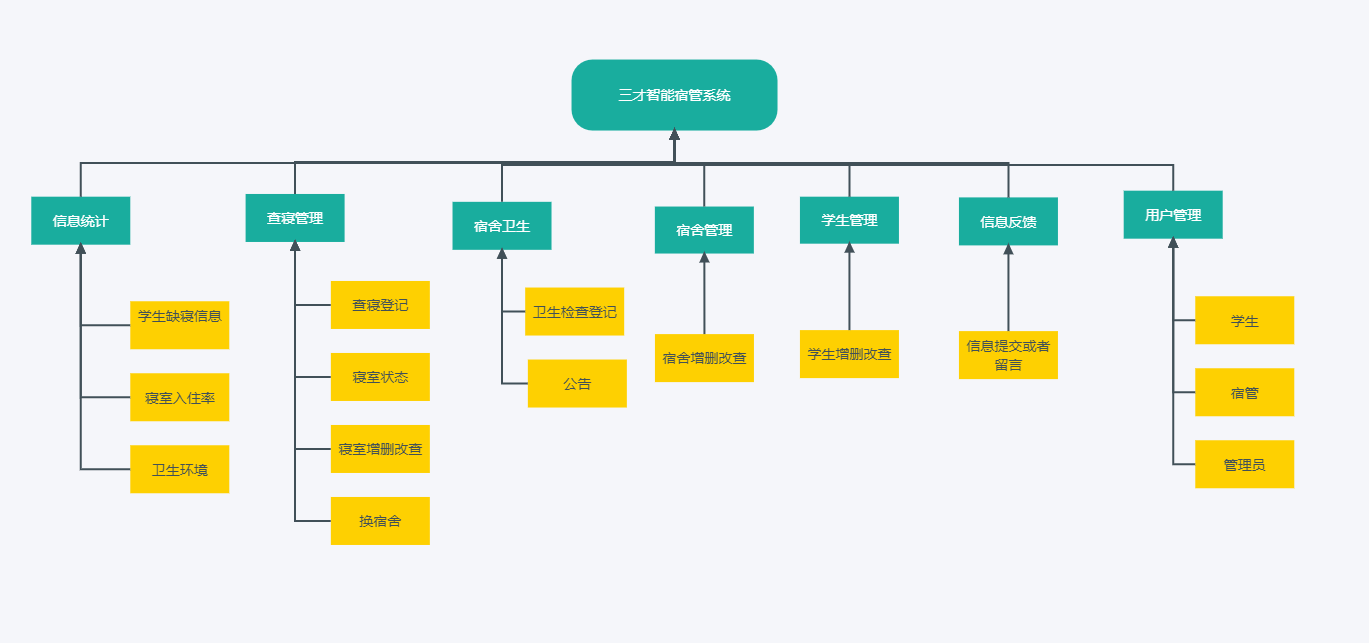 三才智能宿管系统
信息统计
查寝管理
宿舍卫生
宿舍管理
学生管理
信息反馈
用户管理
学生缺寝信息
寝室入住率
卫生环境
查寝登记
寝室状态
寝室增删改查
换宿舍
卫生检查登记
公告
宿舍增删改查
学生增删改查
信息提交或者
留言
学生
宿管
管理员